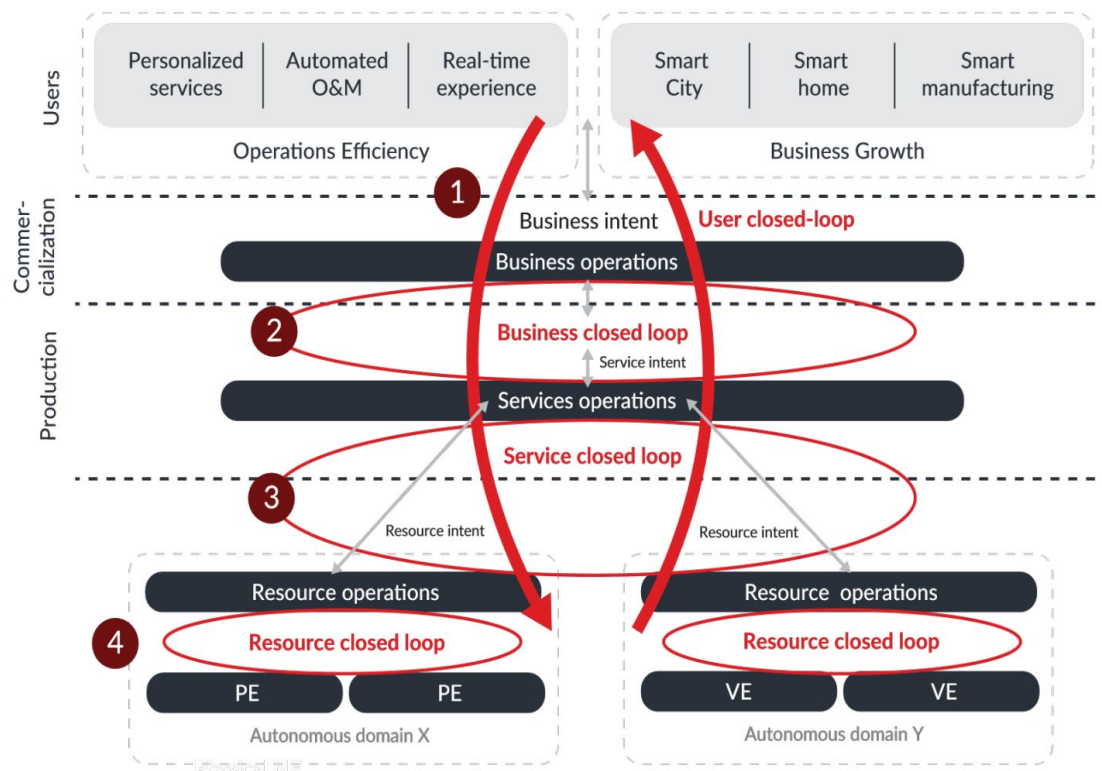 Users
Personalized services
Automated O&M
Real-time experience
Operations Efficiency
Smart City
Smart home
Smart manufacturing
Business Growth
Commer-
cialization
1
Business intent
User closed-loop
Business operations
Production
2
Business closed loop
Service intent
Services operations
Service closed loop
3
Resource intent
Resource intent
Resource operations
Resource operations
4
Resource closed loop
Resource closed loop
PE
PE
VE
VE
Autonomous domain X
Autonomous domain Y